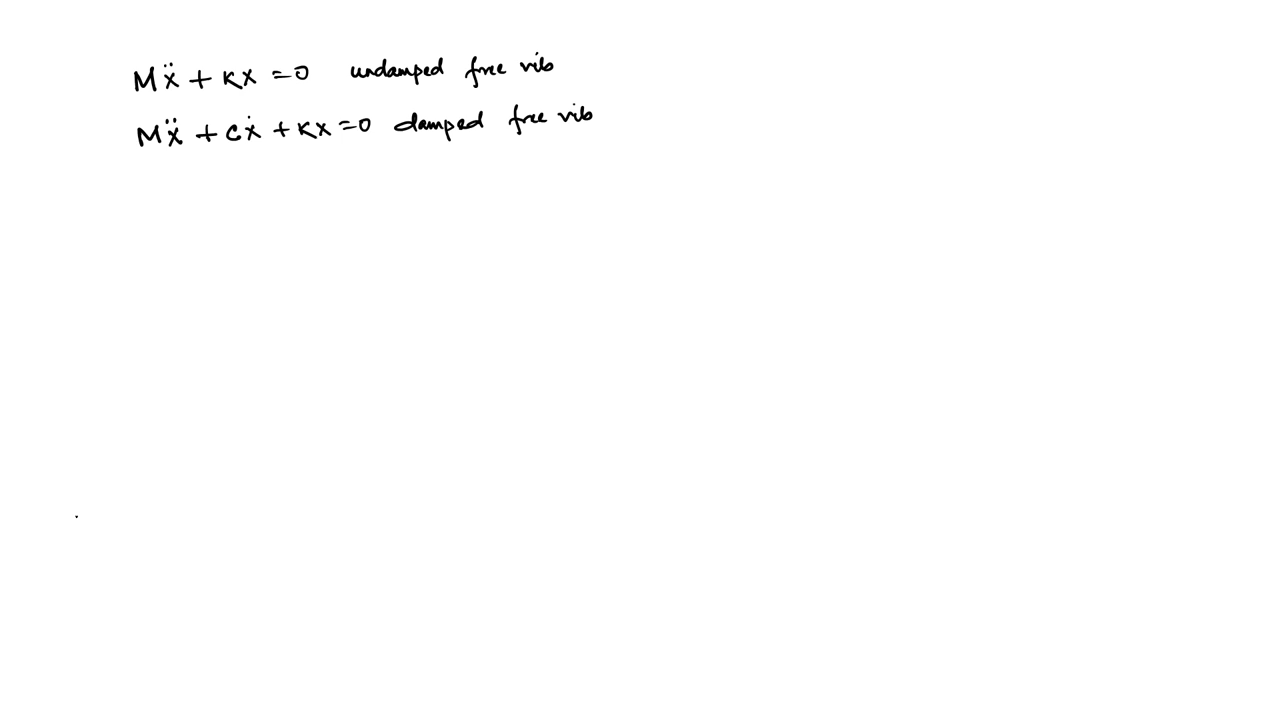 Mẍ + Kx = 0 undamped free vib
Mẍ + Cẋ + Kx = 0 damped free vib